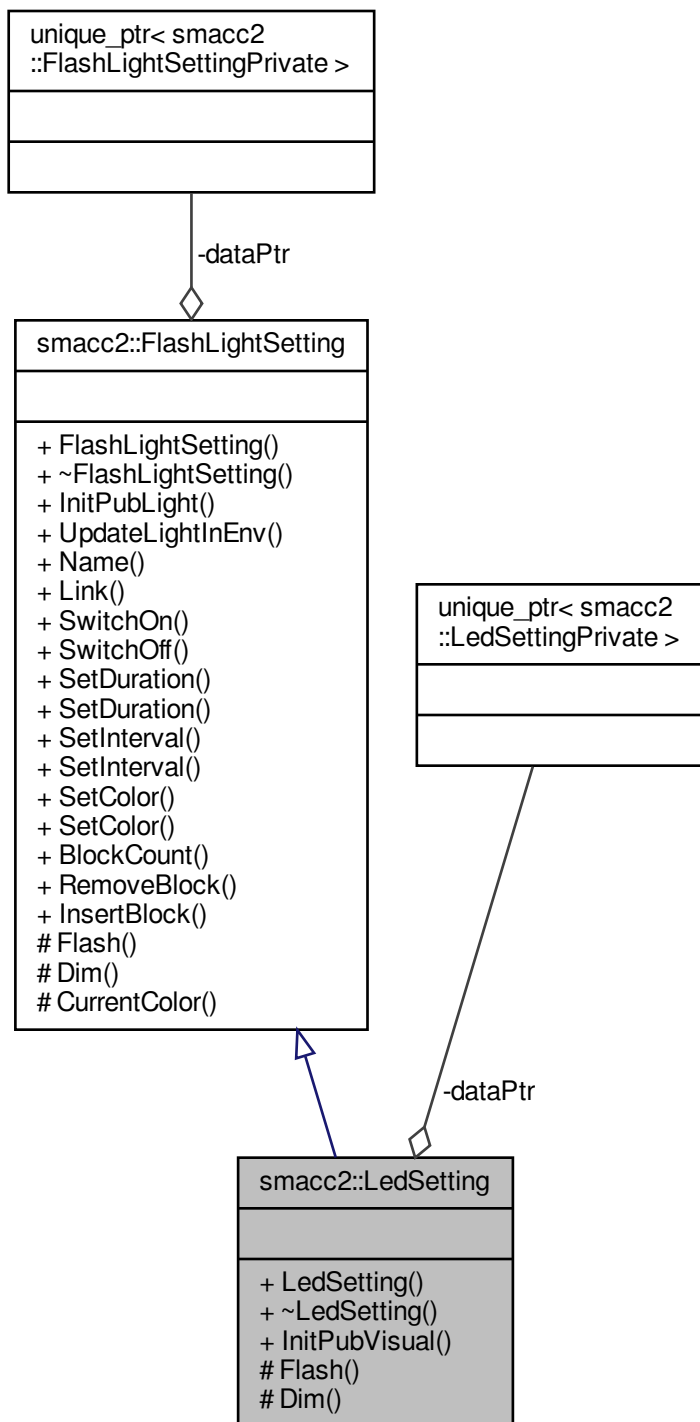 unique_ptr< smacc2
::FlashLightSettingPrivate >
-dataPtr
smacc2::FlashLightSetting
+ FlashLightSetting()
+ ~FlashLightSetting()
+ InitPubLight()
+ UpdateLightInEnv()
+ Name()
+ Link()
+ SwitchOn()
+ SwitchOff()
+ SetDuration()
+ SetDuration()
+ SetInterval()
+ SetInterval()
+ SetColor()
+ SetColor()
+ BlockCount()
+ RemoveBlock()
+ InsertBlock()
# Flash()
# Dim()
# CurrentColor()
unique_ptr< smacc2
::LedSettingPrivate >
-dataPtr
smacc2::LedSetting
+ LedSetting()
+ ~LedSetting()
+ InitPubVisual()
# Flash()
# Dim()